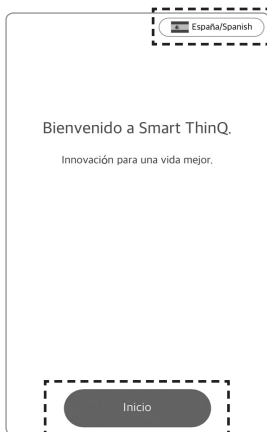 España/Spanish
Bienvenido a Smart ThinQ.
Innovación para una vida mejor.
Inicio